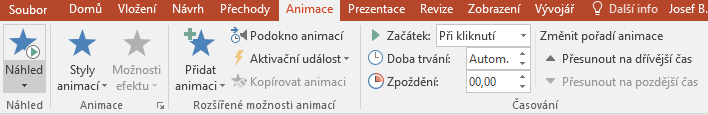 Soubor Domů Vložení Návrh Přechody Animace Prezentace Revize Zobrazení Vývojář Další info Josef B.
Náhled
Náhled
Styly animací
Možnosti efektu
Animace
Přidat animaci
Podokno animací
Aktivační událost
Kopírovat animaci
Rozšířené možnosti animací
Začátek: Při kliknutí
Doba trvání: Autom.
Zpoždění: 00,00
Změnit pořadí animace
Přesunout na dřívější čas
Přesunout na pozdější čas
Časování